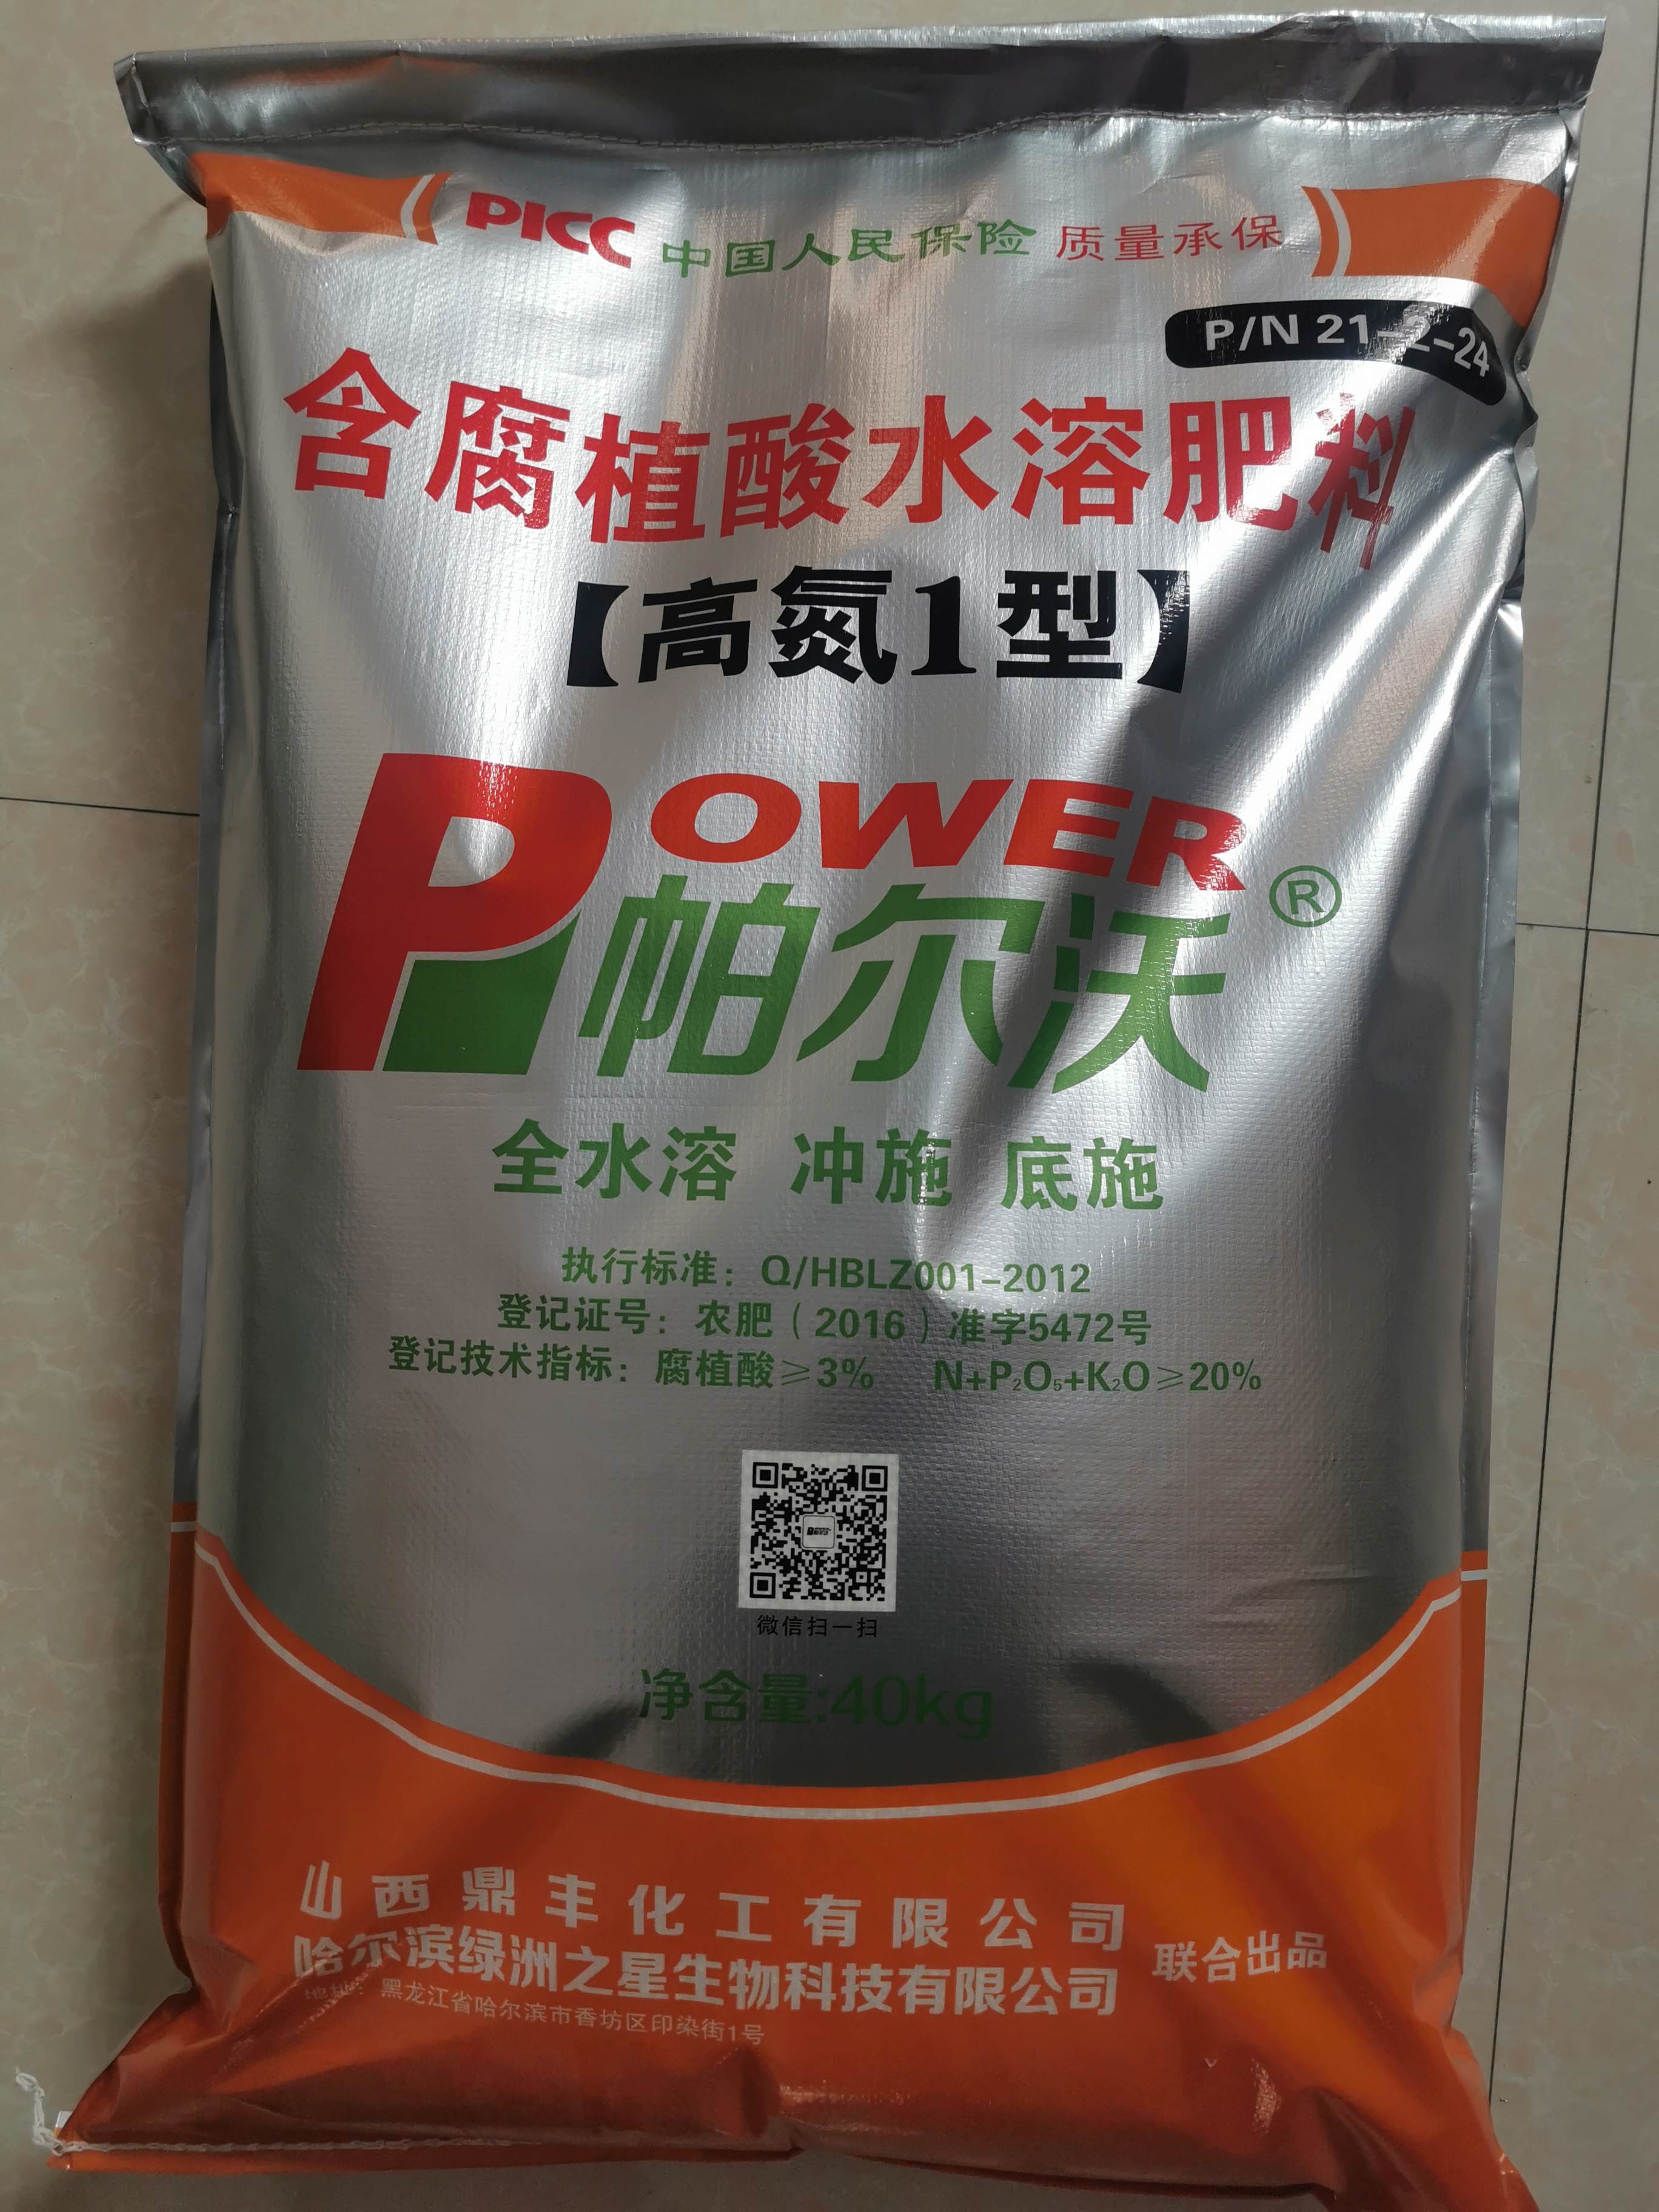 PICC 中国人民保险 质量承保
P/N 21-2-24
含腐植酸水溶肥料
【高氮1型】
POWER
帕尔沃®
全水溶 冲施 底施
执行标准：Q/HBLZ001-2012
登记证号：农肥（2016）准字5472号
登记技术指标：腐植酸≥3% N+P₂O₅+K₂O≥20%
微信扫一扫
净含量:40kg
山西鼎丰化工有限公司
哈尔滨绿洲之星生物科技有限公司 联合出品
地址：黑龙江省哈尔滨市香坊区印染街1号